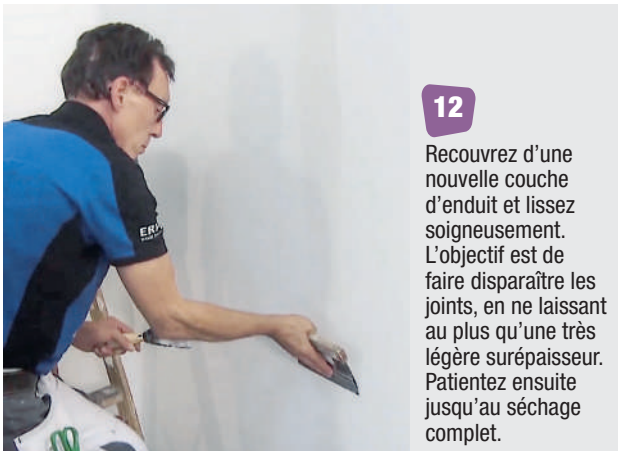 12
Recouvrez d’une
nouvelle couche
d’enduit et lissez
soigneusement.
L’objectif est de
faire disparaître les
joints, en ne laissant
au plus qu’une très
légère surépaisseur.
Patientez ensuite
jusqu’au séchage
complet.